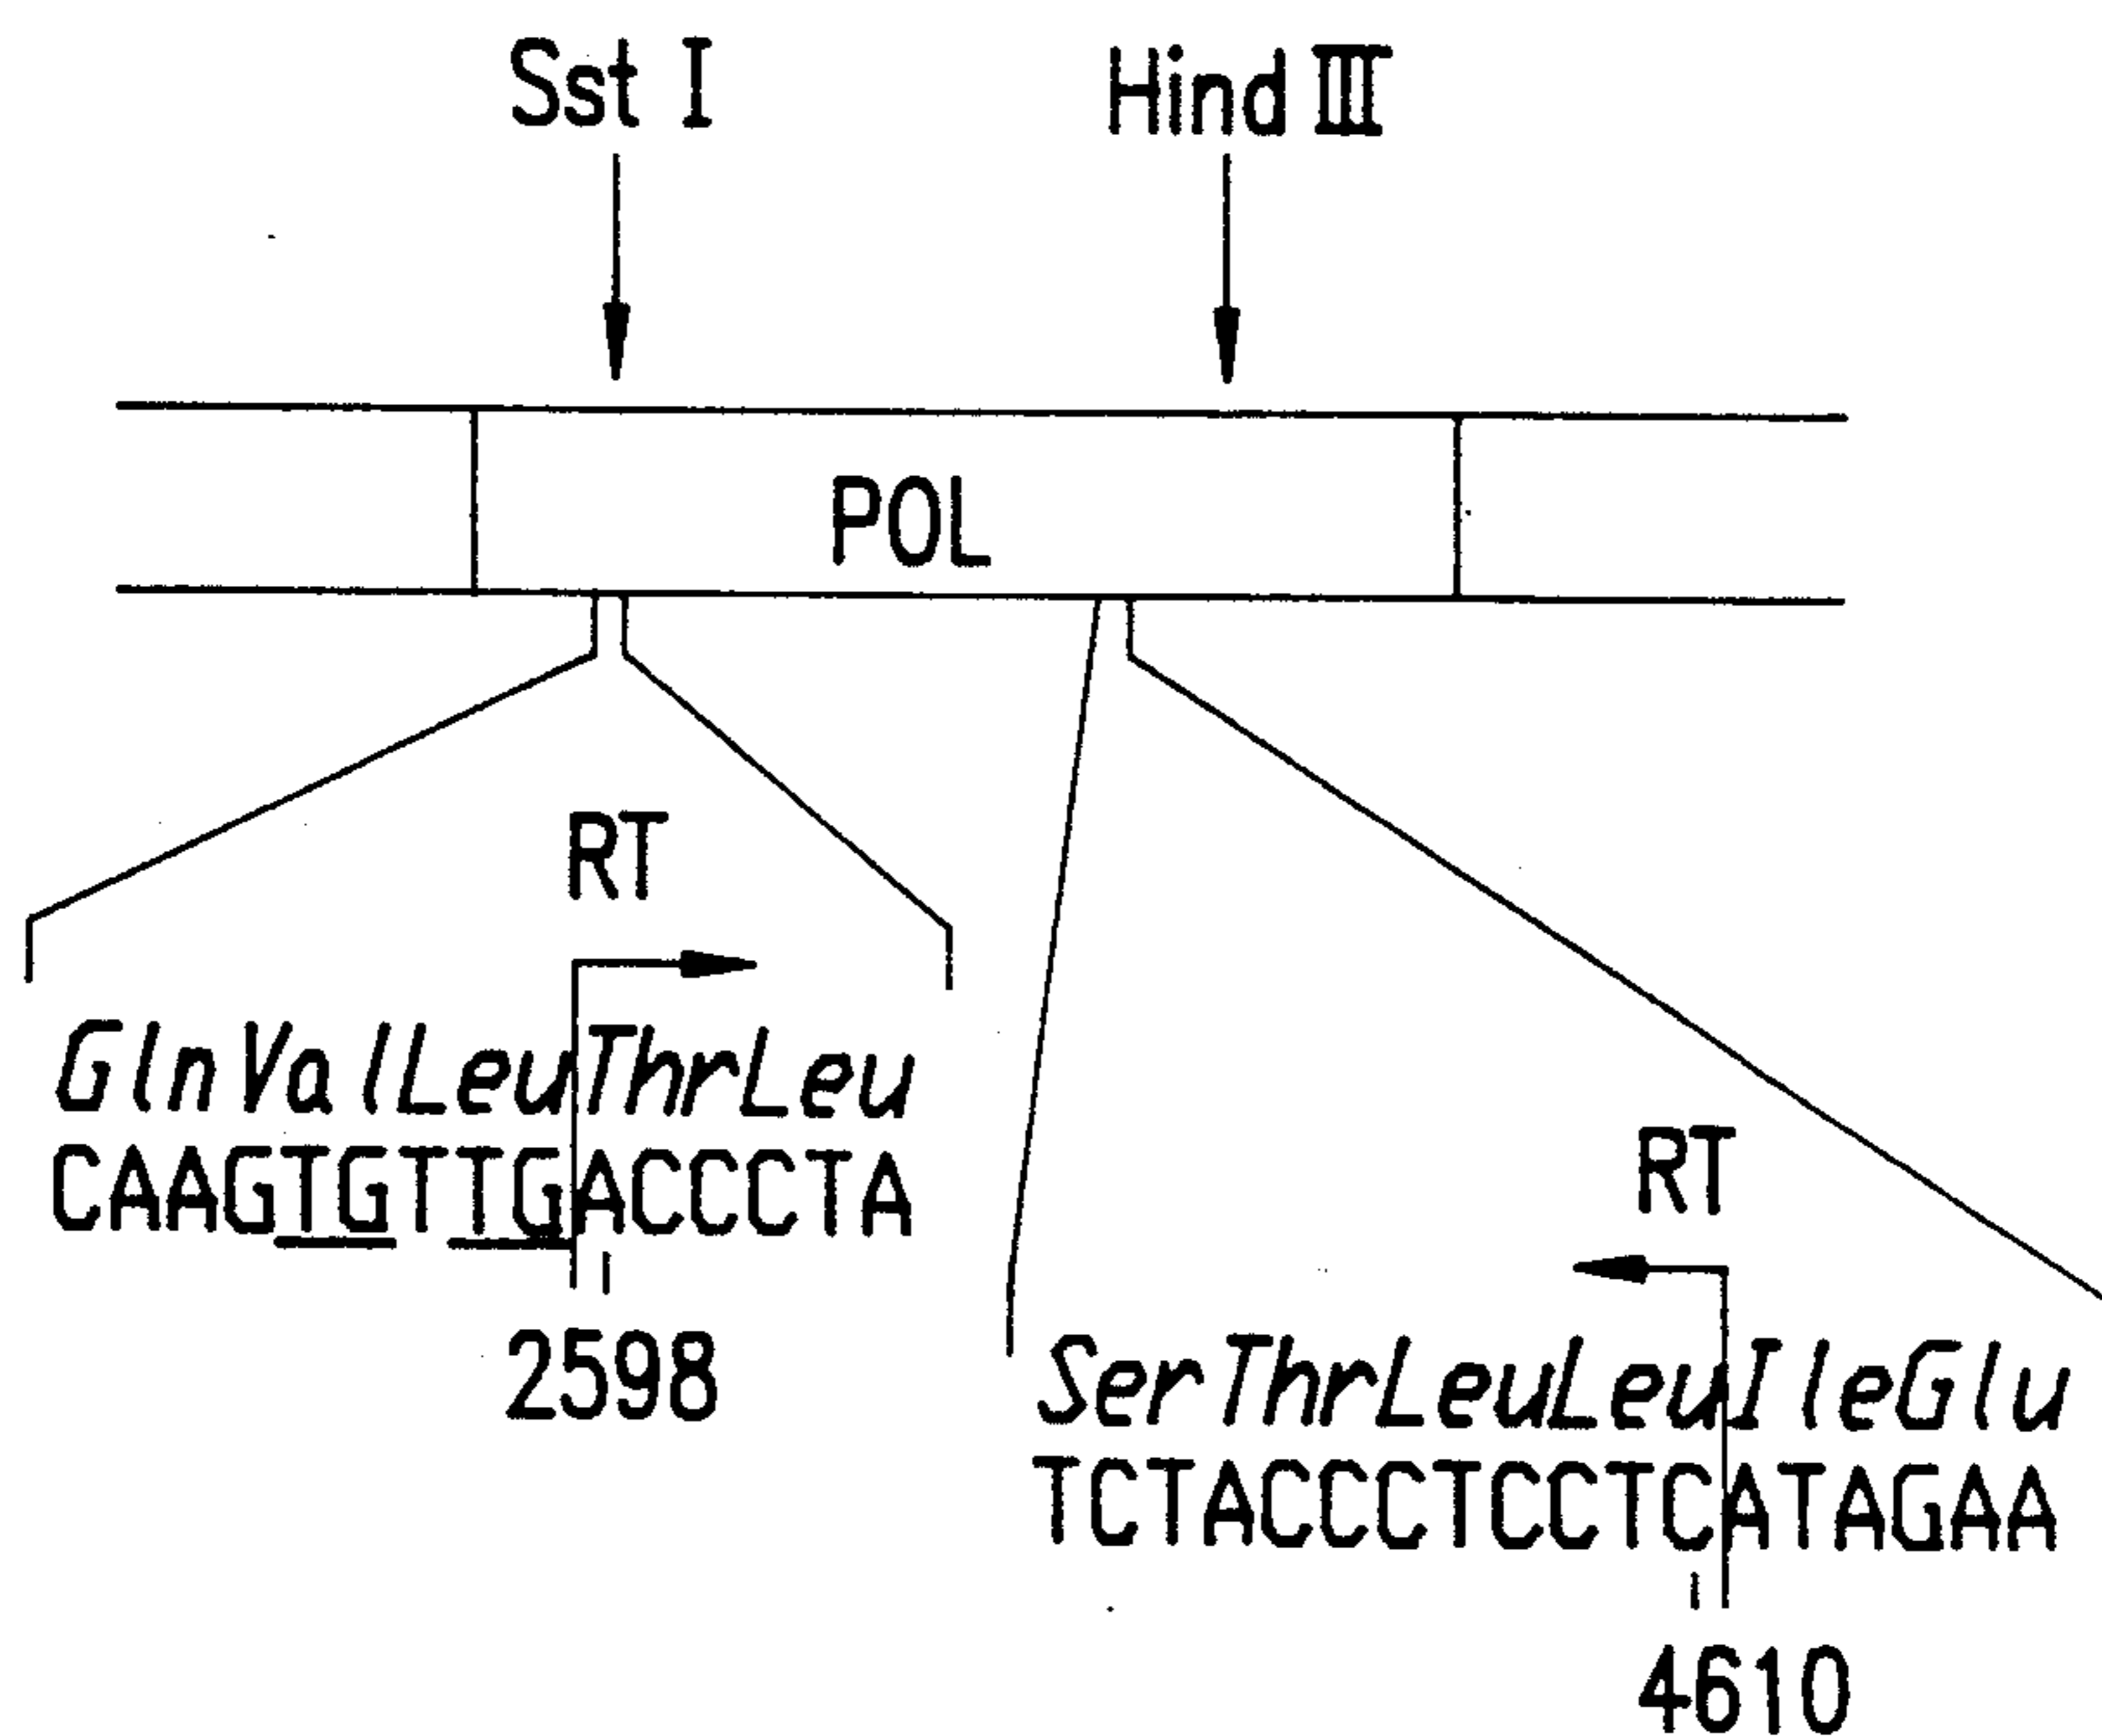 Sst I Hind III
POL
RT
GlnValLeuThrLeu
CAAGTGTTGACCCTA
2598
RT
SerThrLeuLeuIleGlu
TCTACCCTCCTCATAGAA
4610